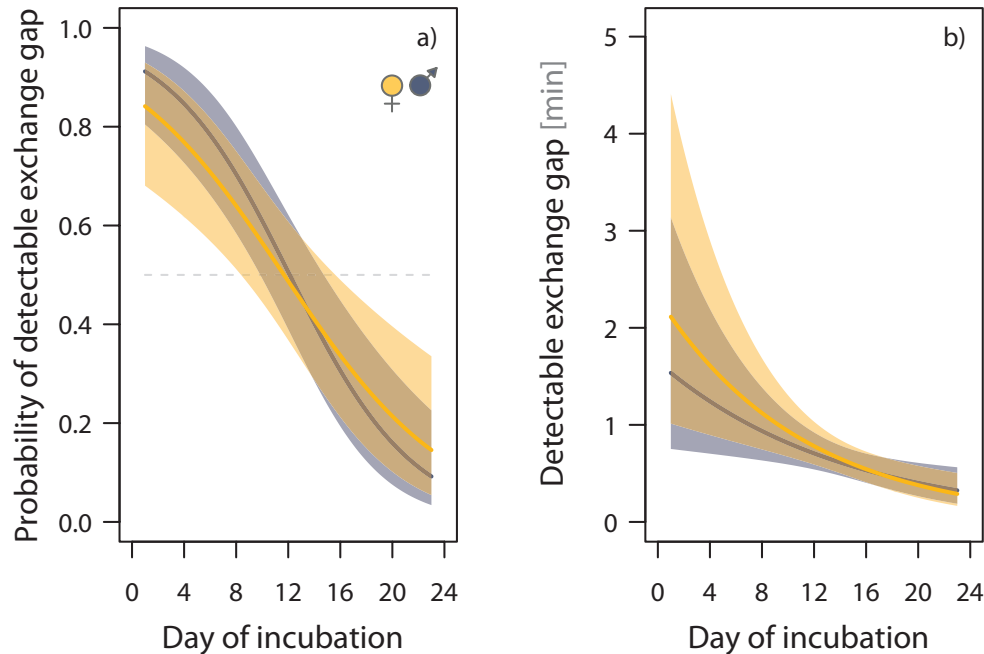 a)
Probability of detectable exchange gap
1.0
0.8
0.6
0.4
0.2
0.0
0 4 8 12 16 20 24
Day of incubation
b)
Detectable exchange gap [min]
5
4
3
2
1
0
0 4 8 12 16 20 24
Day of incubation